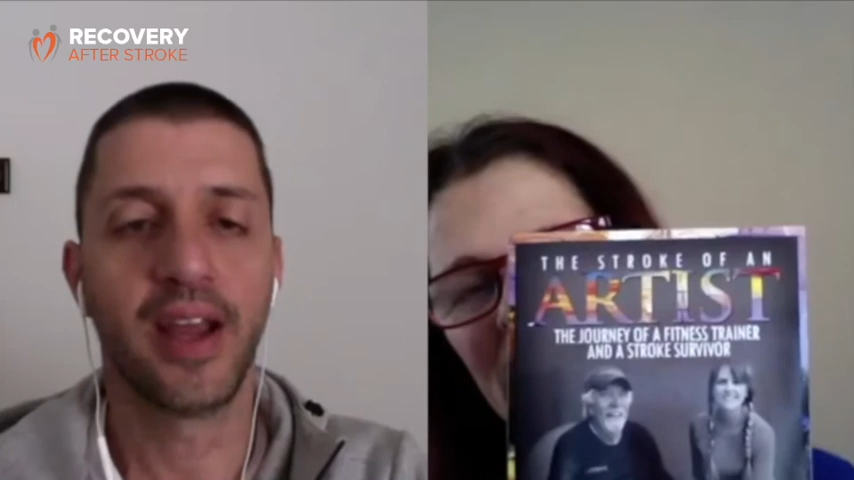 RECOVERY
AFTER STROKE
THE STROKE OF AN
ARTIST
THE JOURNEY OF A FITNESS TRAINER
AND A STROKE SURVIVOR